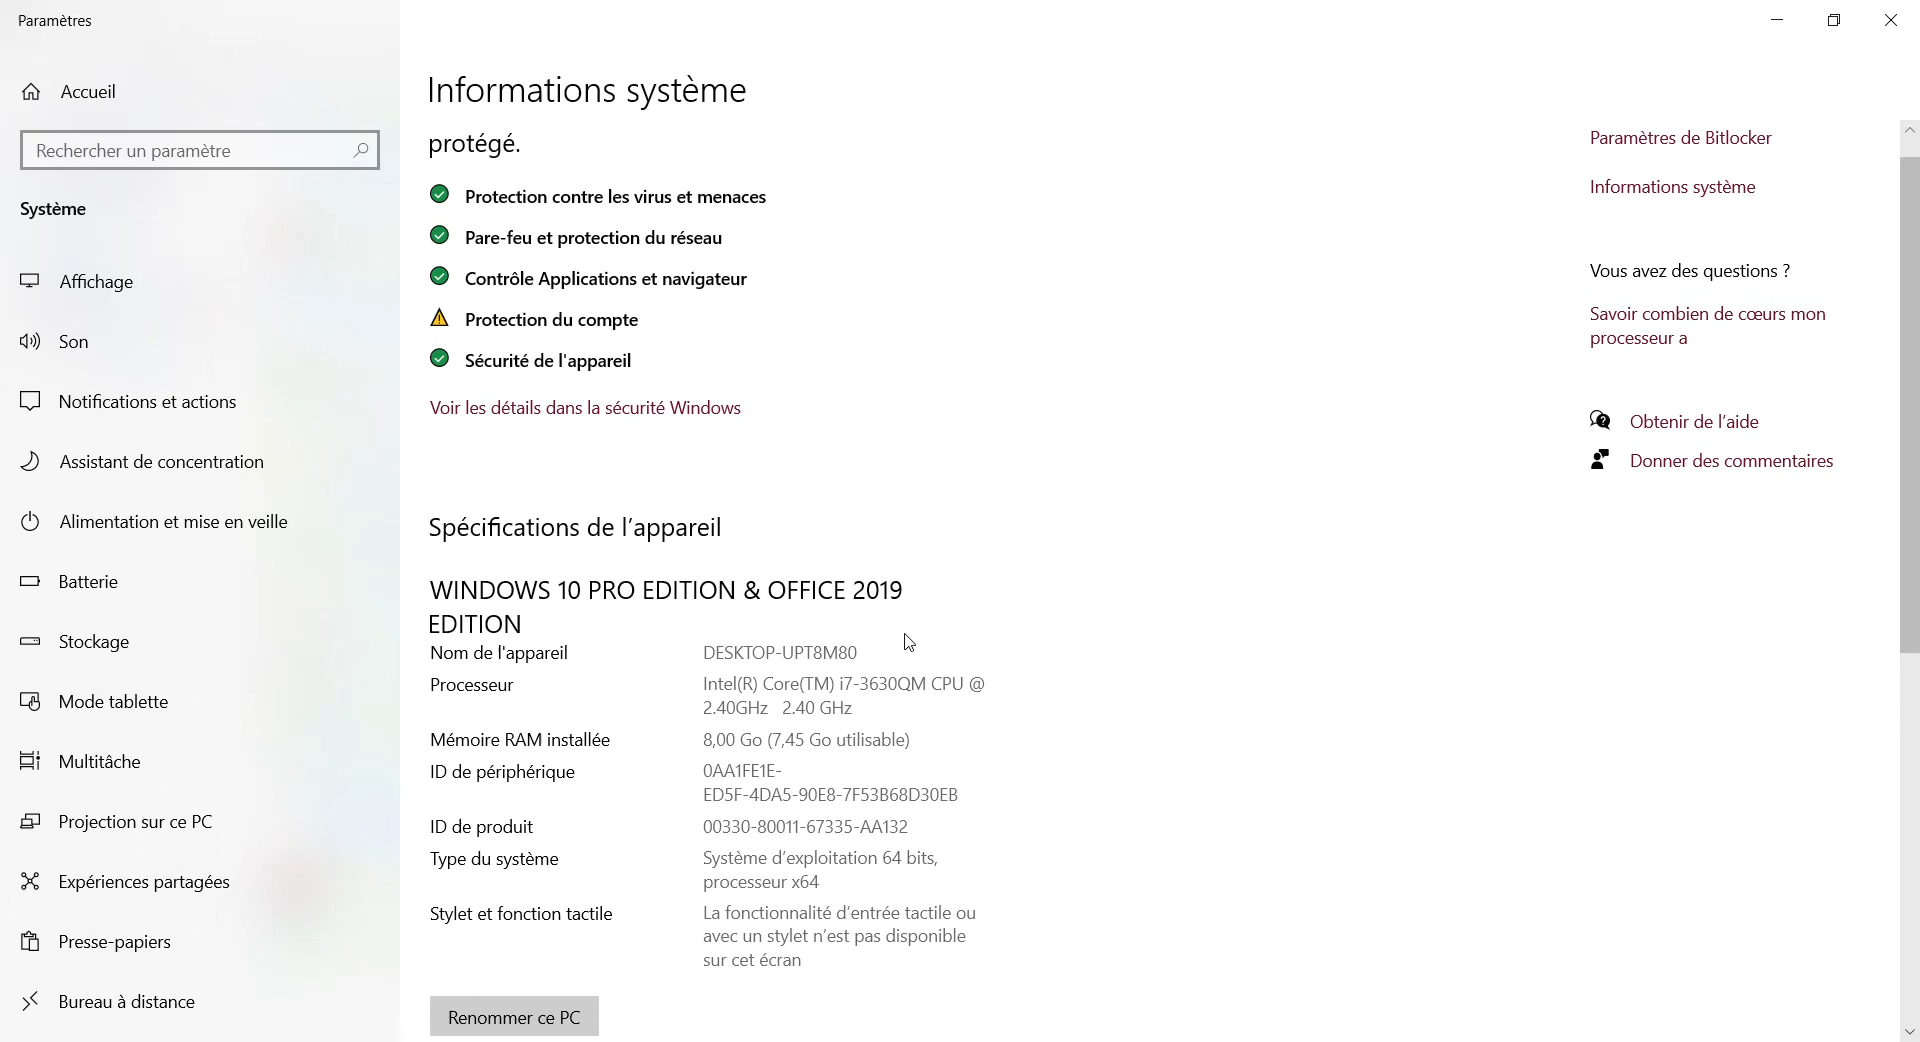 Paramètres
Accueil
Rechercher un paramètre
Système
Affichage
Son
Notifications et actions
Assistant de concentration
Alimentation et mise en veille
Batterie
Stockage
Mode tablette
Multitâche
Projection sur ce PC
Expériences partagées
Presse-papiers
Bureau à distance
Informations système
protégé.
Protection contre les virus et menaces
Pare-feu et protection du réseau
Contrôle Applications et navigateur
Protection du compte
Sécurité de l'appareil
Voir les détails dans la sécurité Windows
Spécifications de l'appareil
WINDOWS 10 PRO EDITION & OFFICE 2019
EDITION
Nom de l'appareil DESKTOP-UPT8M80
Processeur Intel(R) Core(TM) i7-3630QM CPU @
2.40GHz 2.40 GHz
Mémoire RAM installée 8,00 Go (7,45 Go utilisable)
ID de périphérique 0AA1FE1E-
ED5F-4DA5-90E8-7F53B68D30EB
ID de produit 00330-80011-67335-AA132
Type du système Système d'exploitation 64 bits,
processeur x64
Stylet et fonction tactile La fonctionnalité d'entrée tactile ou
avec un stylet n'est pas disponible
sur cet écran
Renommer ce PC
Paramètres de Bitlocker
Informations système
Vous avez des questions ?
Savoir combien de cœurs mon
processeur a
Obtenir de l'aide
Donner des commentaires